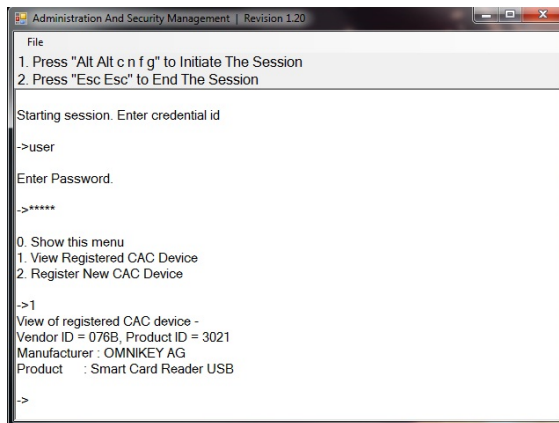 Administration And Security Management | Revision 1.20
File
1. Press "Alt Alt c n f g" to Initiate The Session
2. Press "Esc Esc" to End The Session
Starting session. Enter credential id
->user
Enter Password.
->*****
0. Show this menu
1. View Registered CAC Device
2. Register New CAC Device
->1
View of registered CAC device -
Vendor ID = 076B, Product ID = 3021
Manufacturer : OMNIKEY AG
Product : Smart Card Reader USB
->